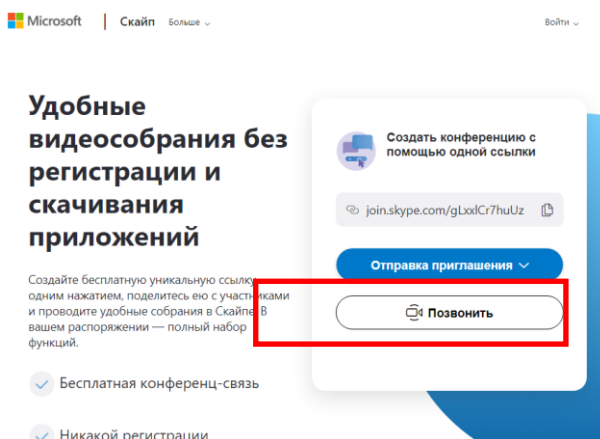 Microsoft Скайп Больше Войти
Удобные
видеособрания без
регистрации и
скачивания
приложений
Создайте бесплатную уникальную ссылку
одним нажатием, поделитесь ею с участниками
и проводите удобные собрания в Скайпе. В
вашем распоряжении — полный набор
функций.
Бесплатная конференц-связь
Никакой регистрации
Создать конференцию с
помощью одной ссылки
join.skype.com/gLxxlCr7huUz
Отправка приглашения
Позвонить